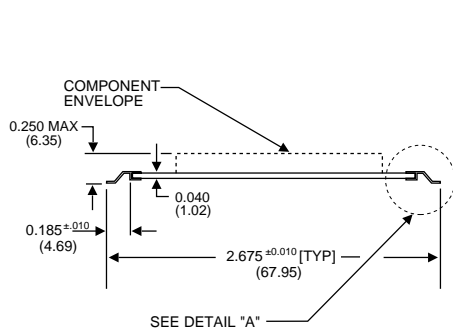 COMPONENT
ENVELOPE
0.250 MAX
(6.35)
0.040
(1.02)
0.185±.010
(4.69)
2.675±0.010 [TYP]
(67.95)
SEE DETAIL "A"